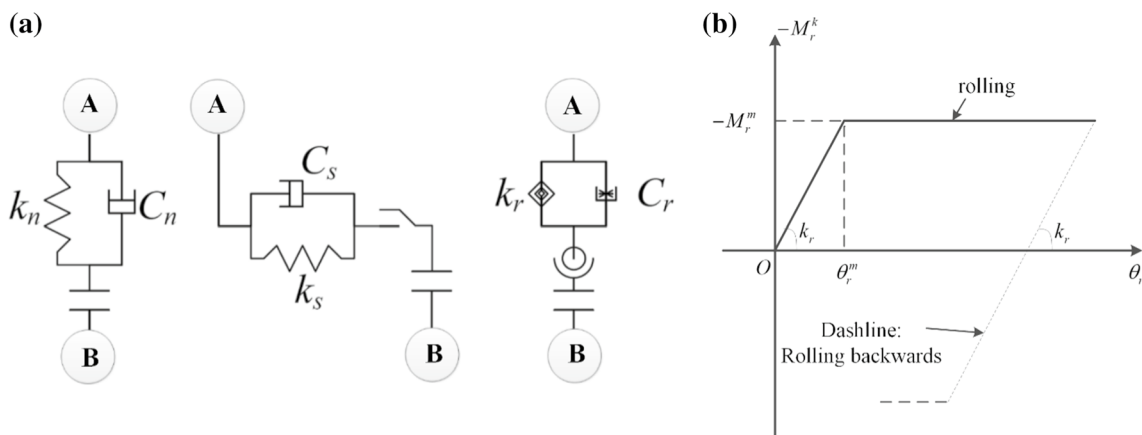 (a)
A
k_n
C_n
B
A
C_s
k_s
B
A
k_r
C_r
B
(b)
-M_r^k
rolling
-M_r^m
k_r
k_r
O
θ_r^m
θ_r
Dashline:
Rolling backwards